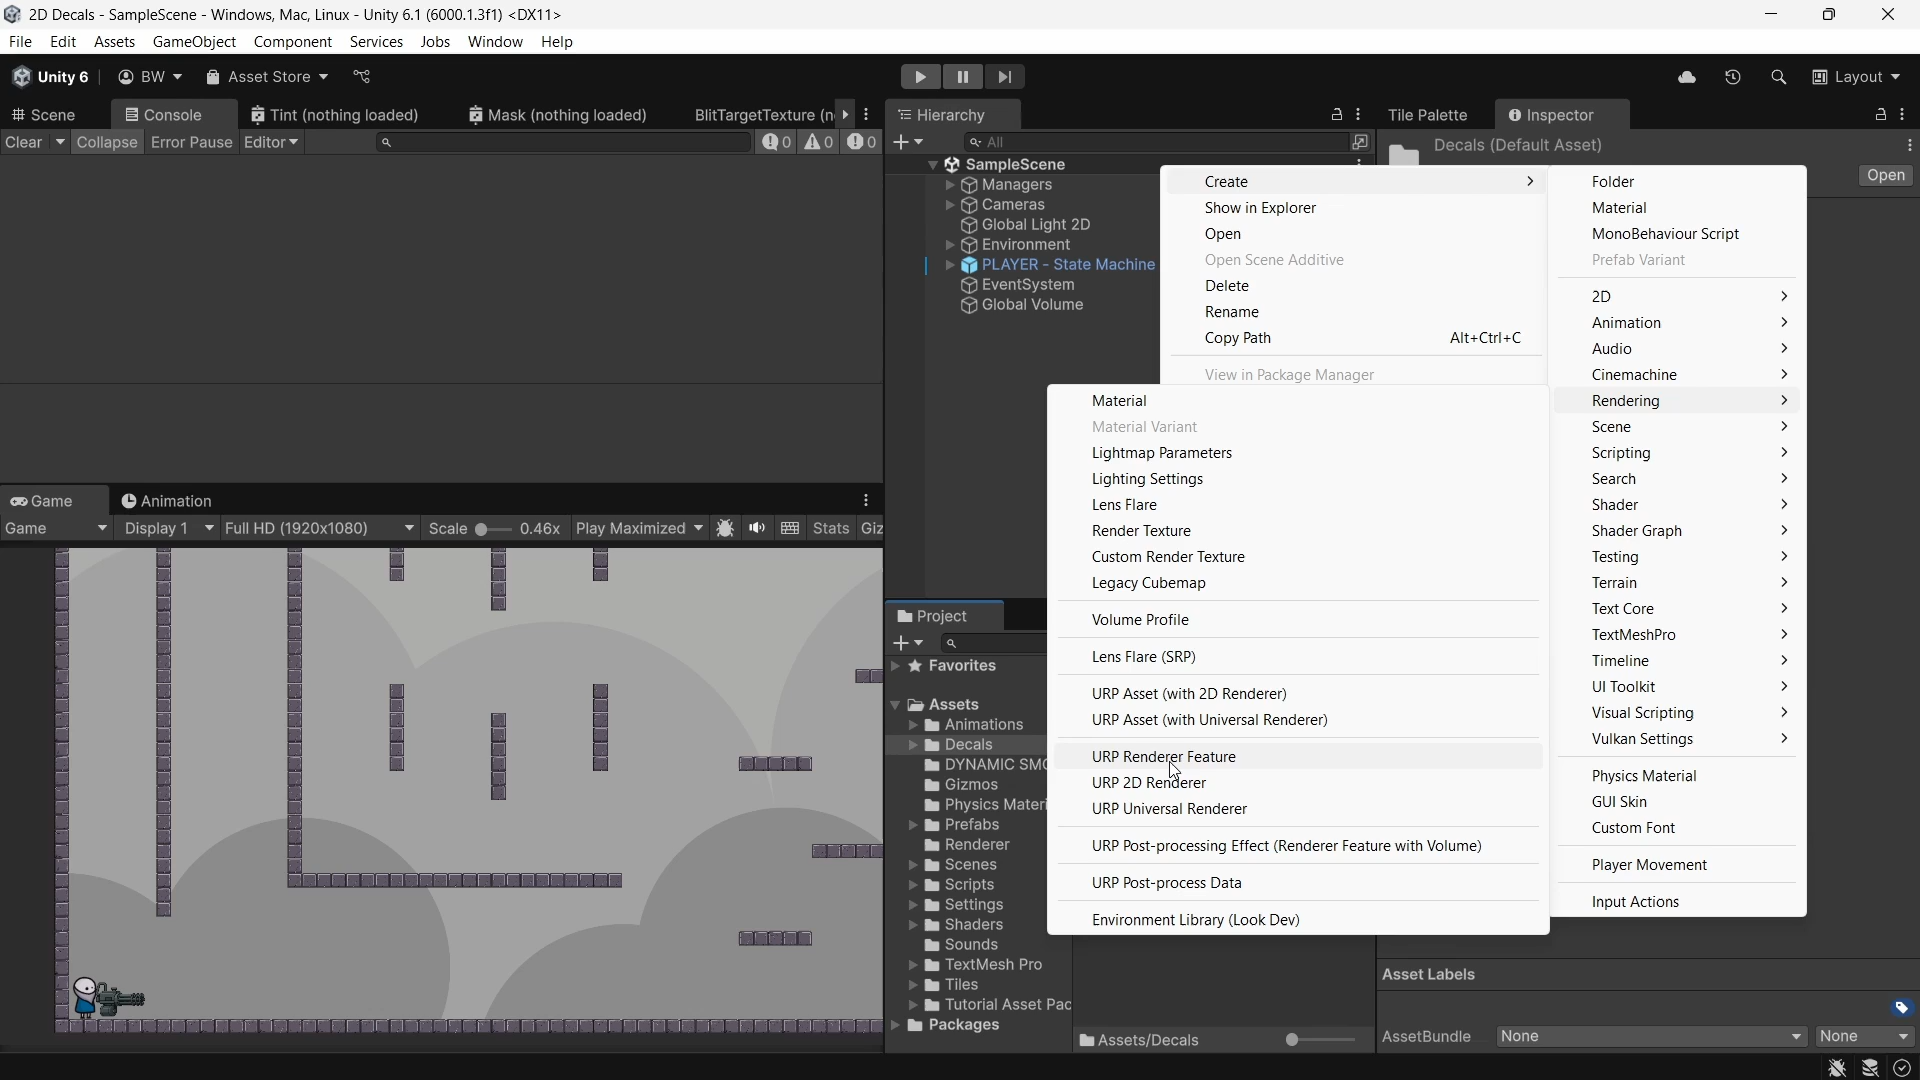 2D Decals - SampleScene - Windows, Mac, Linux - Unity 6.1 (6000.1.3f1) <DX11>
File Edit Assets GameObject Component Services Jobs Window Help
Unity 6 BW Asset Store Layout
Scene Console Tint (nothing loaded) Mask (nothing loaded) BlitTargetTexture (n
Clear Collapse Error Pause Editor 0 0 0
Game Animation
Game Display 1 Full HD (1920x1080) Scale 0.46x Play Maximized Stats Giz
Hierarchy
All
SampleScene
Managers
Cameras
Global Light 2D
Environment
PLAYER - State Machine
EventSystem
Global Volume
Project
Favorites
Assets
Animations
Decals
DYNAMIC SMO
Gizmos
Physics Materi
Prefabs
Renderer
Scenes
Scripts
Settings
Shaders
Sounds
TextMesh Pro
Tiles
Tutorial Asset Pac
Packages
Assets/Decals
Create
Show in Explorer
Open
Open Scene Additive
Delete
Rename
Copy Path Alt+Ctrl+C
View in Package Manager
Material
Material Variant
Lightmap Parameters
Lighting Settings
Lens Flare
Render Texture
Custom Render Texture
Legacy Cubemap
Volume Profile
Lens Flare (SRP)
URP Asset (with 2D Renderer)
URP Asset (with Universal Renderer)
URP Renderer Feature
URP 2D Renderer
URP Universal Renderer
URP Post-processing Effect (Renderer Feature with Volume)
URP Post-process Data
Environment Library (Look Dev)
Folder
Material
MonoBehaviour Script
Prefab Variant
2D
Animation
Audio
Cinemachine
Rendering
Scene
Scripting
Search
Shader
Shader Graph
Testing
Terrain
Text Core
TextMeshPro
Timeline
UI Toolkit
Visual Scripting
Vulkan Settings
Physics Material
GUI Skin
Custom Font
Player Movement
Input Actions
Tile Palette Inspector
Decals (Default Asset)
Open
Asset Labels
AssetBundle None None